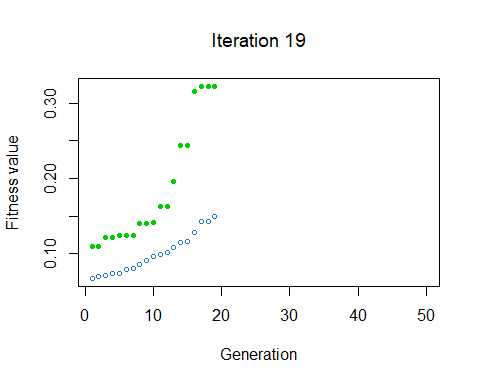 Iteration 19
Fitness value
0.30
0.20
0.10
0 10 20 30 40 50
Generation